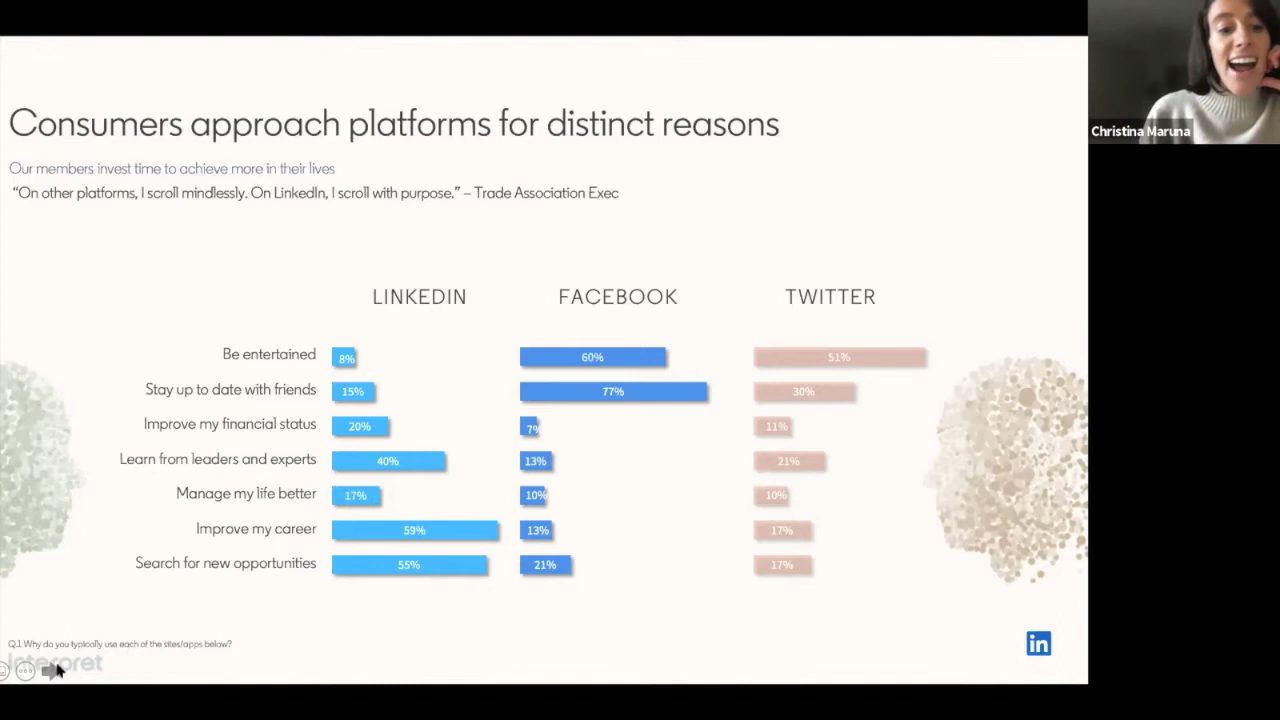 Christina Maruna
Consumers approach platforms for distinct reasons
Our members invest time to achieve more in their lives
“On other platforms, I scroll mindlessly. On LinkedIn, I scroll with purpose.” – Trade Association Exec
LINKEDIN FACEBOOK TWITTER
Be entertained 8% 60% 51%
Stay up to date with friends 15% 77% 30%
Improve my financial status 20% 7% 11%
Learn from leaders and experts 40% 13% 21%
Manage my life better 17% 10% 10%
Improve my career 59% 13% 17%
Search for new opportunities 55% 21% 17%
Q.1 Why do you typically use each of the sites/apps below?
in
interpret